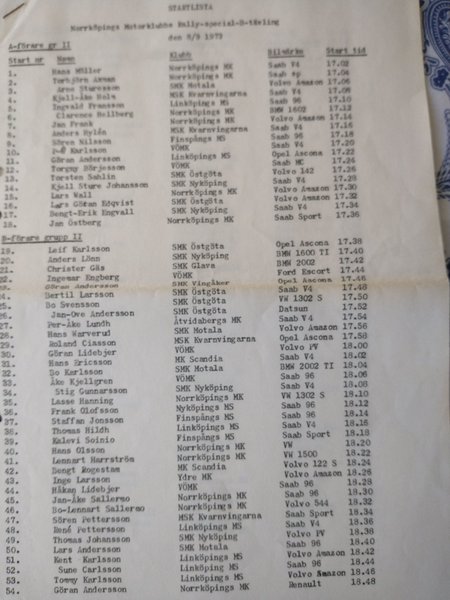 STARTLISTA
Norrköpings Motorklubbs Rally-special-B-tävling
den 8/9 1973
A-förare gr II
Start nr Namn Klubb Bilmärke Start tid
1. Hans Möller Norrköpings MK Saab V4 17.02
2. Torbjörn Norrköpings MK Saab sp 17.04
3. Arne Sturesson SMK Motala Volvo Amazon 17.06
4. Kjell-Åke Hols MSK Kvarnvingarna Saab V4 17.08
5. Ingvald Fransson Linköpings MS Saab 96 17.10
6. Clarence Hellberg Norrköpings MK BMW 1602 17.12
7. Jan Frank Norrköpings MK Volvo Amazon 17.14
8. Anders Hylén MSK Kvarnvingarna Saab V4 17.16
9. Sören Nilsson Finspångs MS Saab V4 17.18
10. Karlsson Norrköpings MK Saab V4 17.20
11. Göran Andersson Linköpings MS Opel Ascona 17.22
12. Torgny Börjesson VÖMK Saab MC 17.24
13. Torsten Sahlin SMK Östgöta Volvo 142 17.26
14. Kjell Sture Johansson SMK Nyköping Saab V4 17.28
15. Lars Wall Norrköpings MK Volvo Amazon 17.30
16. Lars Götan Edqvist SMK Östgöta Volvo Amazon 17.32
17. Bengt-Erik Engvall SMK Nyköping Saab V4 17.34
18. Jan Östberg Norrköpings MK Saab Sport 17.36
B-förare grupp II
19. Leif Karlsson SMK Östgöta Opel Ascona 17.38
20. Anders Lönn SMK Nyköping BMW 1600 TI 17.40
21. Christer Gås SMK Glava BMW 2002 17.42
22. Ingemar Engberg VÖMK Ford Escort 17.44
Göran Andersson SMK Vingåker Opel Ascona 17.46
24. Bertil Larsson SMK Östgöta Saab V4 17.48
25. Bo Svensson SMK Östgöta VW 1302 S 17.50
26. Jan-Ove Andersson Åtvidabergs MK Datsun 17.52
27. Per-Åke Lundh SMK Motala Saab V4 17.54
28. Hans Warverud MSK Kvarnvingarna Volvo Amazon 17.56
29. Roland Classon VÖMK Opel Ascona 17.58
30. Göran Lidebjer VÖMK Volvo PV 18.00
31. Hans Ericsson MK Scandia Saab V4 18.02
32. Bo Karlsson VÖMK BMW 2002 TI 18.04
33. Åke Kjellgren SMK Östgöta Saab 96 18.06
34. Stig Gunnarsson SMK Nyköping Saab V4 18.08
35. Lasse Hanning Norrköpings MK VW 1302 S 18.10
36. Frank Olofsson Nyköpings MS Saab 96 18.12
37. Staffan Jonsson Finspångs MS Saab 96 18.14
38. Thomas Hildh Linköpings MS Saab V4 18.16
39. Kalevi Soinio Finspångs MS Saab Sport 18.18
40. Hans Olsson Norrköpings MK VW 18.20
41. Lennart Harrström Norrköpings MK VW 1500 18.22
42. Bengt Rogestam MK Scandia Volvo 122 S 18.24
43. Inge Larsson Ydre MK Volvo Amazon 18.26
44. Håkan Lidebjer VÖMK Saab 96 18.28
45. Jan-Åke Sallermo Norrköpings MK Saab 96 18.30
46. Bo-Lennart Sallermo Norrköpings MK Volvo 544 18.32
47. Sören Pettersson MSK Kvarnvingarna Saab Sport 18.34
48. René Pettersson Linköpings MS Saab V4 18.36
49. Thomas Johansson SMK Nyköping Volvo PV 18.38
50. Lars Andersson SMK Motala Saab 96 18.40
51. Kent Karlsson Linköpings MS Volvo Amazon 18.42
52. Sune Carlsson SMK Linköping Saab 96 18.44
53. Tommy Karlsson Linköpings MS Volvo Amazon 18.46
54. Göran Andersson Norrköpings MK Renault 18.48